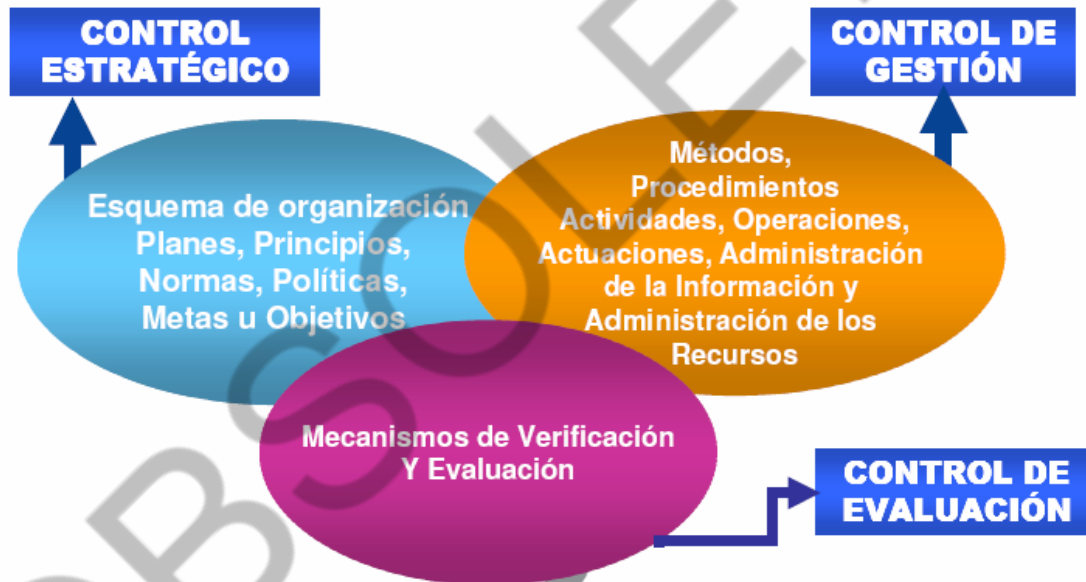 CONTROL
ESTRATÉGICO
CONTROL DE
GESTIÓN
Esquema de organización
Planes, Principios,
Normas, Políticas,
Metas u Objetivos
Métodos,
Procedimientos
Actividades, Operaciones,
Actuaciones, Administración
de la Información y
Administración de los
Recursos
Mecanismos de Verificación
Y Evaluación
CONTROL DE
EVALUACIÓN